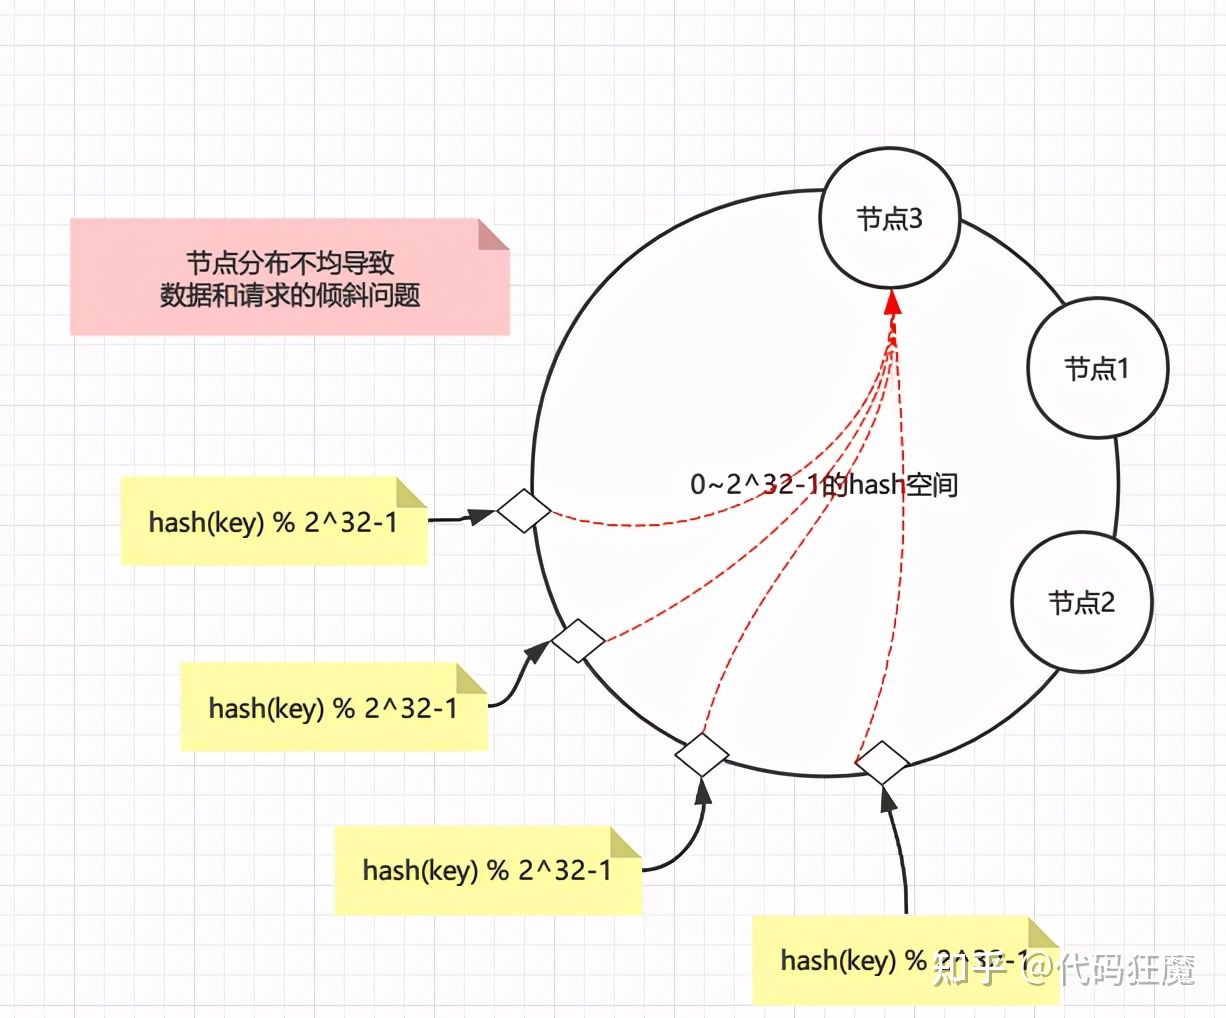 节点3
节点分布不均导致
数据和请求的倾斜问题
节点1
0~2^32-1的hash空间
hash(key) % 2^32-1
节点2
hash(key) % 2^32-1
hash(key) % 2^32-1
hash(key) % 2^32-1
知乎 @代码狂魔